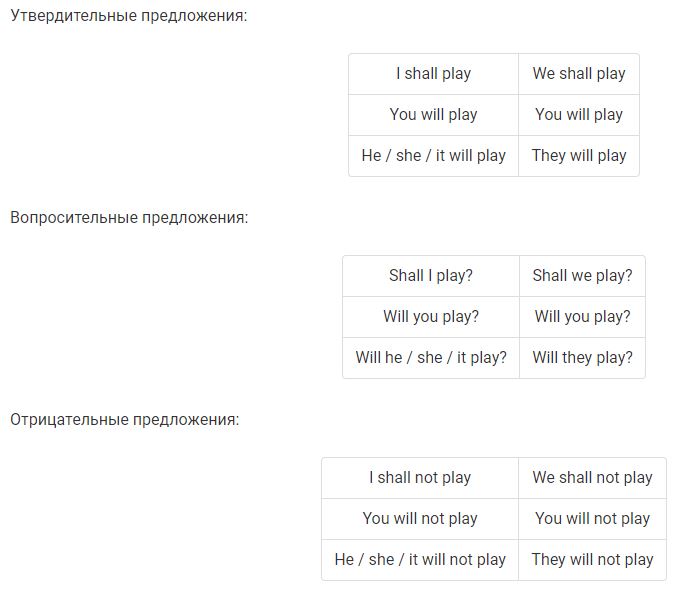 Утвердительные предложения:
I shall play We shall play
You will play You will play
He / she / it will play They will play
Вопросительные предложения:
Shall I play? Shall we play?
Will you play? Will you play?
Will he / she / it play? Will they play?
Отрицательные предложения:
I shall not play We shall not play
You will not play You will not play
He / she / it will not play They will not play